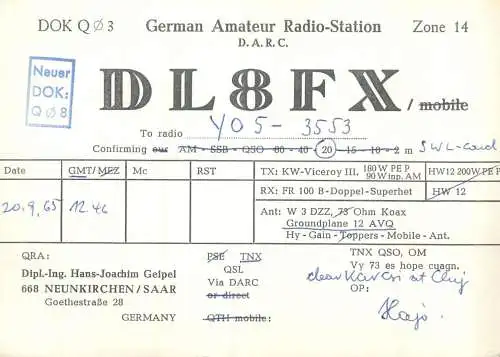 DOK QØ3 German Amateur Radio-Station Zone 14
D.A.R.C.
Neuer
DOK:
QØ8
DL8FX / mobile
To radio YO5-3553
Confirming our AM - SSB - QSO 80 - 40 - 20 - 15 - 10 - 2 m SWL-card
Date GMT/MEZ Mc RST TX: KW-Viceroy III, 180 W PEP HW12 200W PEP
90 W inp. AM
RX: FR 100 B-Doppel-Superhet HW 12
20.9.65 12.46
Ant: W 3 DZZ, 73 Ohm Koax
Groundplane 12 AVQ
Hy - Gain - Toppers - Mobile - Ant.
QRA: PSE TNX TNX QSO, OM
Dipl.-Ing. Hans-Joachim Geipel QSL Vy 73 es hope cuagn.
668 NEUNKIRCHEN/SAAR Via DARC
Goethestraße 28 or direct OP: Hajo
GERMANY QTH mobile: